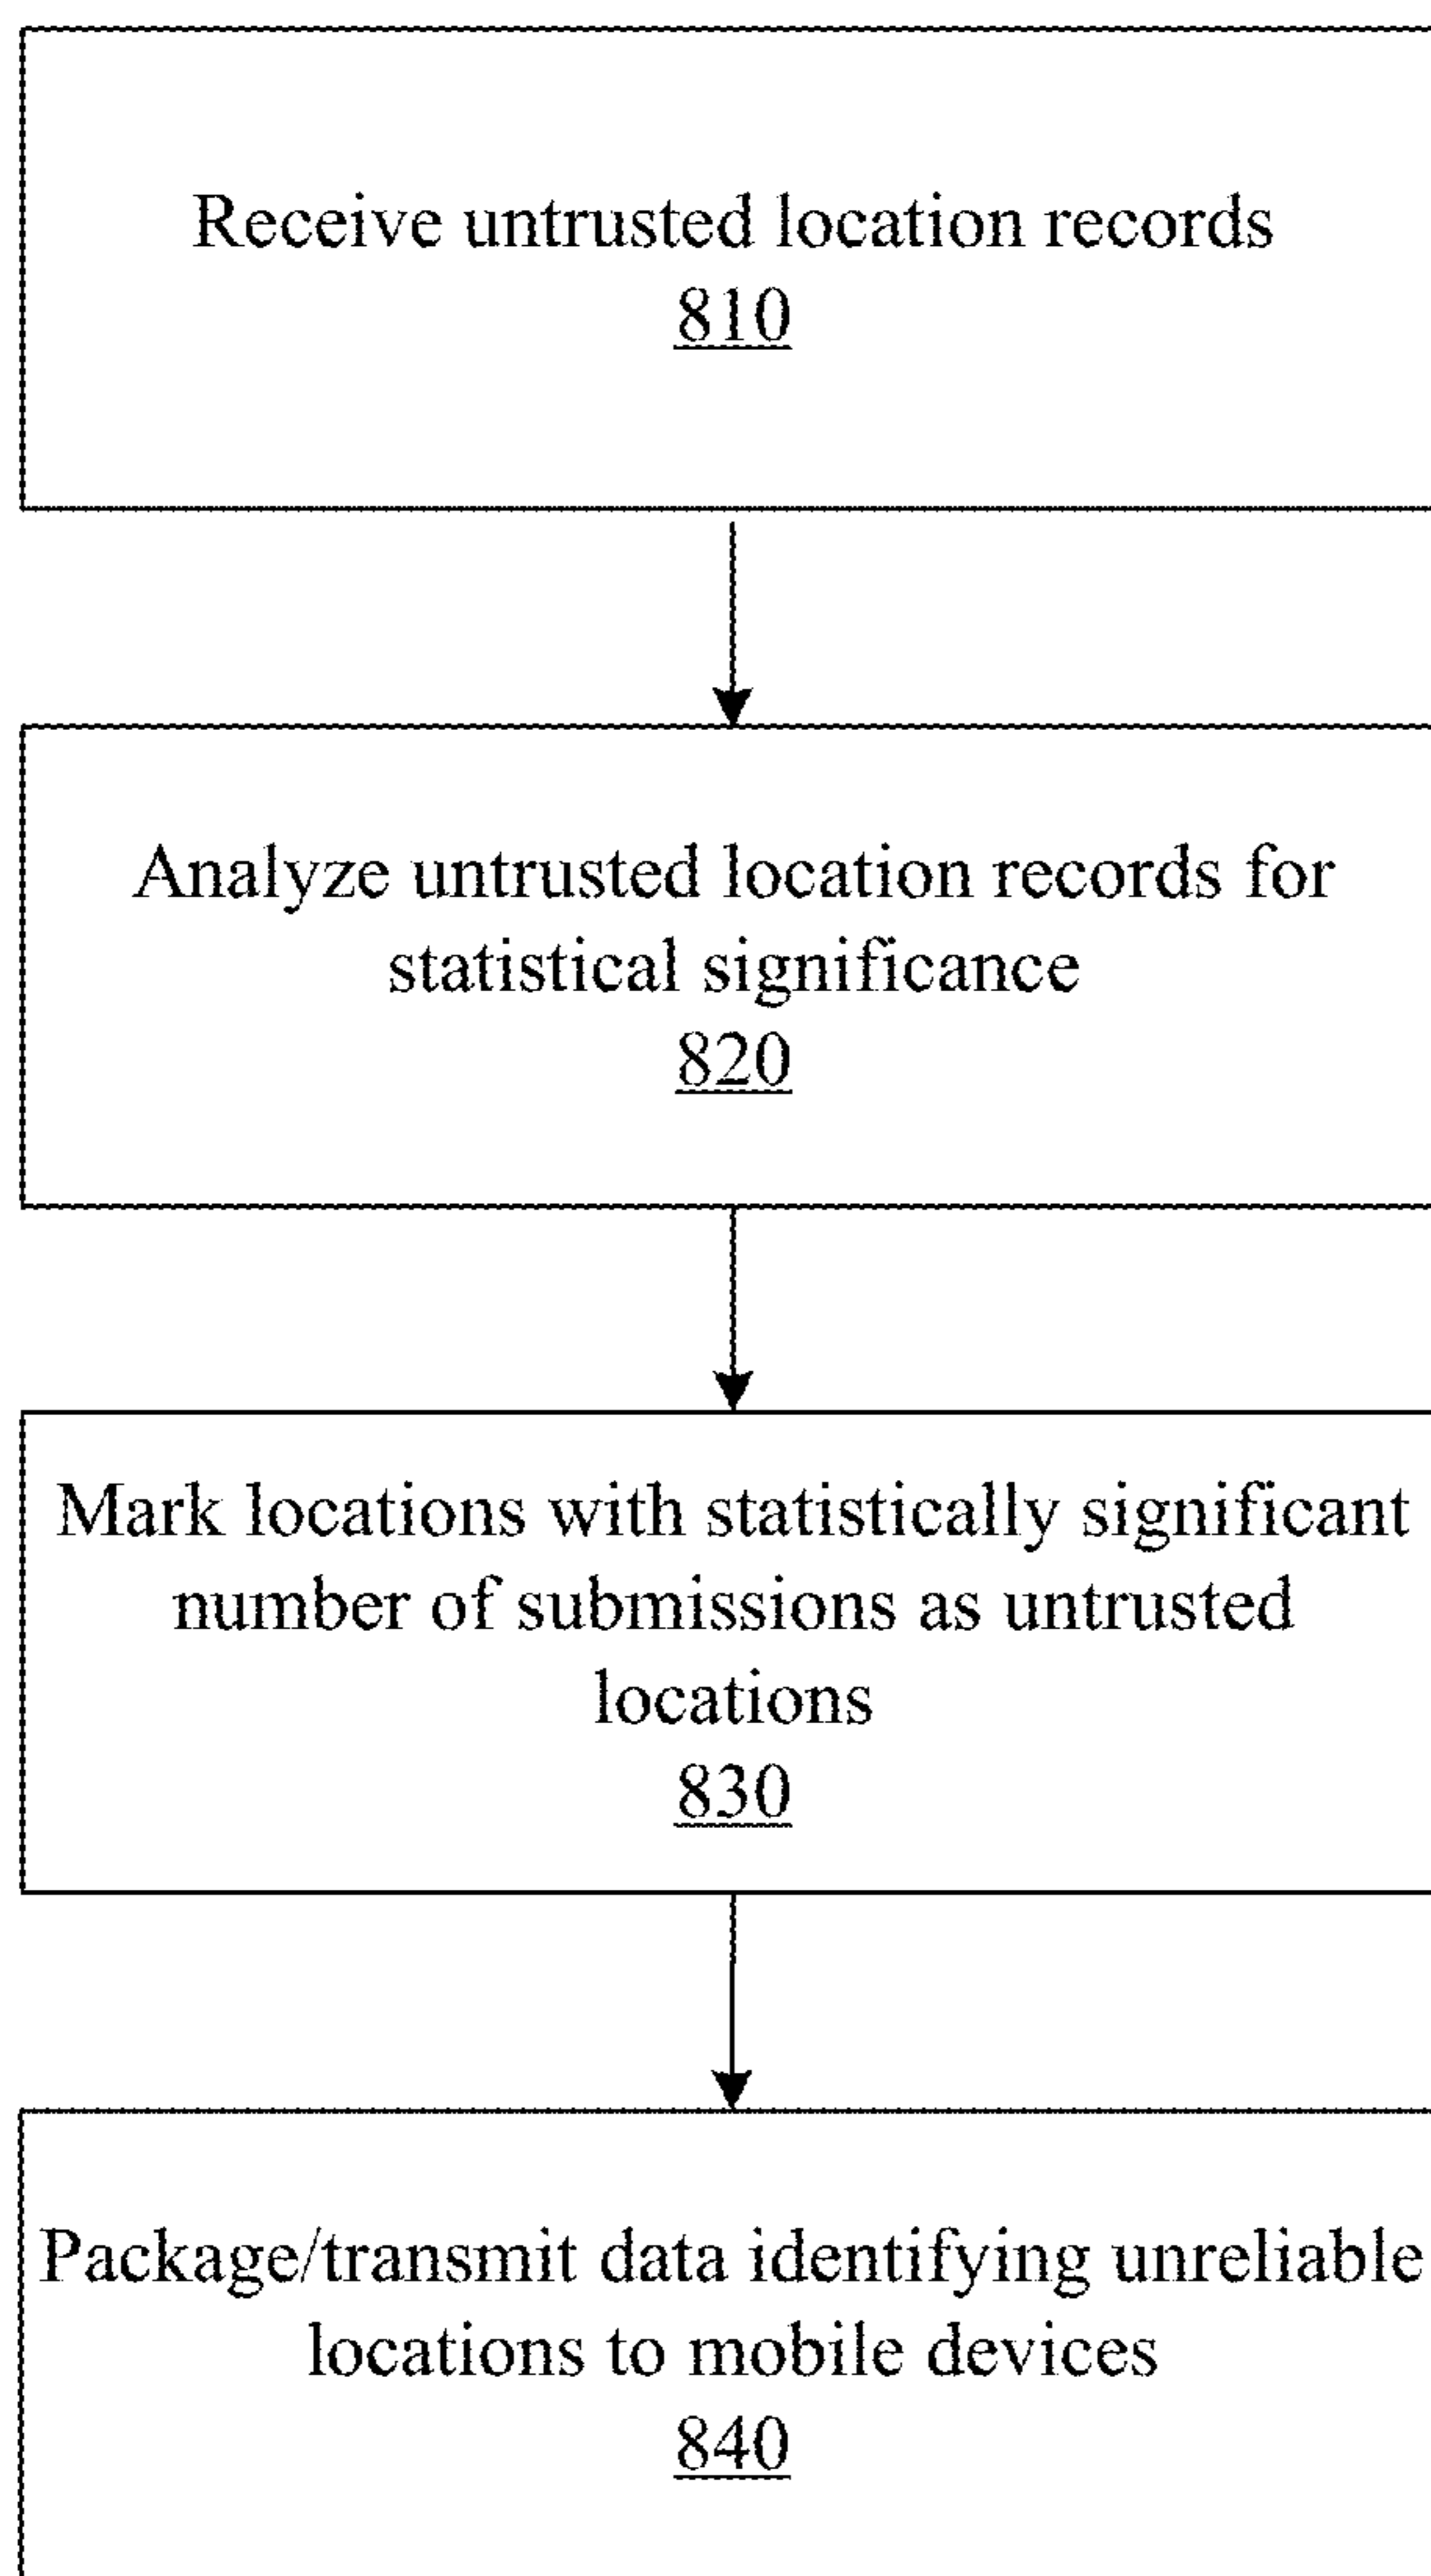 Receive untrusted location records
810
Analyze untrusted location records for
statistical significance
820
Mark locations with statistically significant
number of submissions as untrusted
locations
830
Package/transmit data identifying unreliable
locations to mobile devices
840